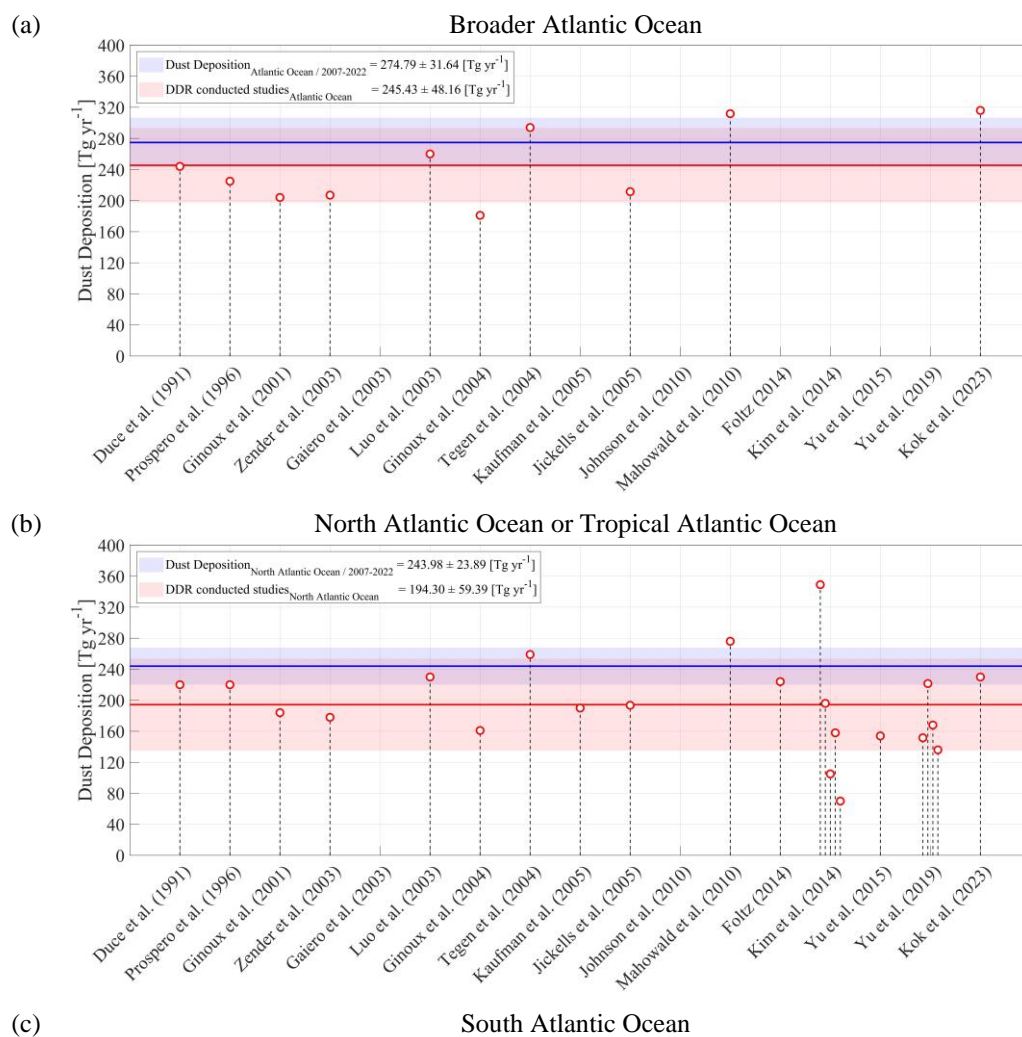 (a)
Broader Atlantic Ocean
Dust Deposition [Tg yr-1]
400
360
320
280
240
200
160
120
80
40
0
Dust Deposition Atlantic Ocean / 2007-2022 = 274.79 ± 31.64 [Tg yr-1]
DDR conducted studies Atlantic Ocean = 245.43 ± 48.16 [Tg yr-1]
Duce et al. (1991)
Prospero et al. (1996)
Ginoux et al. (2001)
Zender et al. (2003)
Gaiero et al. (2003)
Luo et al. (2003)
Ginoux et al. (2004)
Tegen et al. (2004)
Kaufman et al. (2005)
Jickells et al. (2005)
Johnson et al. (2010)
Mahowald et al. (2010)
Foltz (2014)
Kim et al. (2014)
Yu et al. (2015)
Yu et al. (2019)
Kok et al. (2023)
(b)
North Atlantic Ocean or Tropical Atlantic Ocean
Dust Deposition [Tg yr-1]
400
360
320
280
240
200
160
120
80
40
0
Dust Deposition North Atlantic Ocean / 2007-2022 = 243.98 ± 23.89 [Tg yr-1]
DDR conducted studies North Atlantic Ocean = 194.30 ± 59.39 [Tg yr-1]
Duce et al. (1991)
Prospero et al. (1996)
Ginoux et al. (2001)
Zender et al. (2003)
Gaiero et al. (2003)
Luo et al. (2003)
Ginoux et al. (2004)
Tegen et al. (2004)
Kaufman et al. (2005)
Jickells et al. (2005)
Johnson et al. (2010)
Mahowald et al. (2010)
Foltz (2014)
Kim et al. (2014)
Yu et al. (2015)
Yu et al. (2019)
Kok et al. (2023)
(c)
South Atlantic Ocean